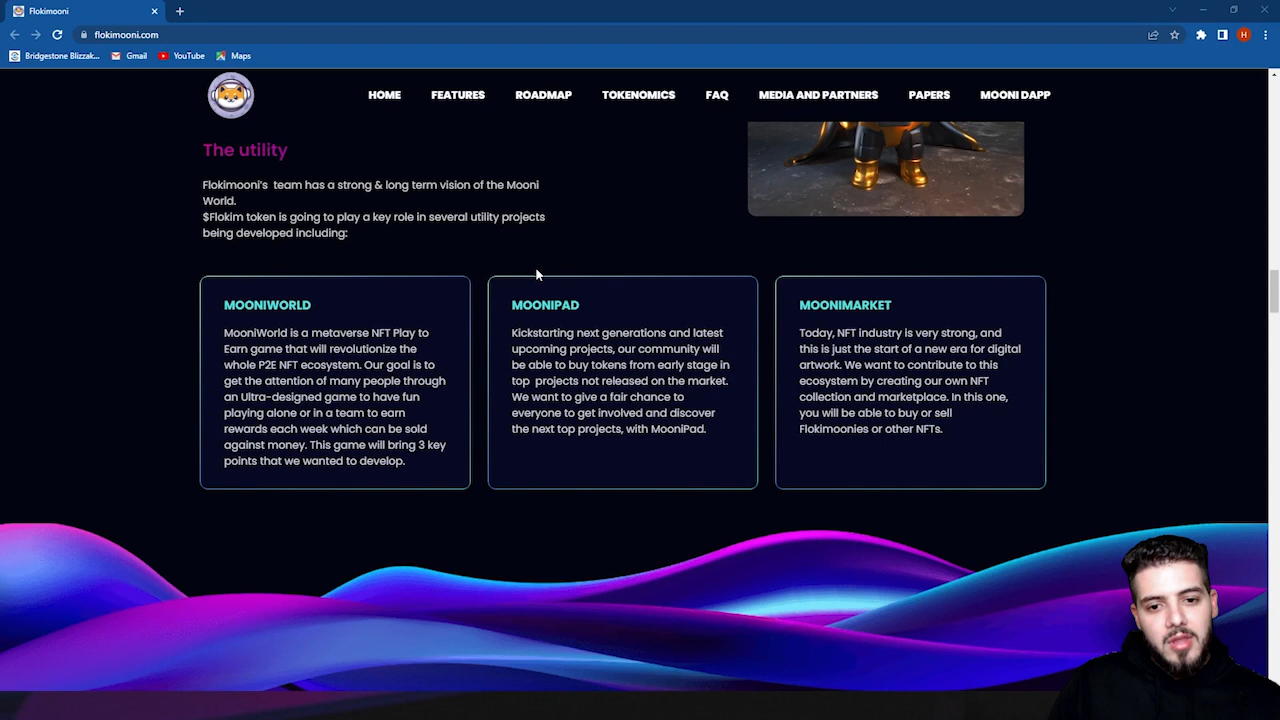 Flokimooni
flokimooni.com
H
Bridgestone Blizzak...
Gmail
YouTube
Maps
HOME
FEATURES
ROADMAP
TOKENOMICS
FAQ
MEDIA AND PARTNERS
PAPERS
MOONI DAPP
The utility
Flokimooni's team has a strong & long term vision of the Mooni
World.
$Flokim token is going to play a key role in several utility projects
being developed including:
MOONIWORLD
MooniWorld is a metaverse NFT Play to
Earn game that will revolutionize the
whole P2E NFT ecosystem. Our goal is to
get the attention of many people through
an Ultra-designed game to have fun
playing alone or in a team to earn
rewards each week which can be sold
against money. This game will bring 3 key
points that we wanted to develop.
MOONIPAD
Kickstarting next generations and latest
upcoming projects, our community will
be able to buy tokens from early stage in
top projects not released on the market.
We want to give a fair chance to
everyone to get involved and discover
the next top projects, with MooniPad.
MOONIMARKET
Today, NFT industry is very strong, and
this is just the start of a new era for digital
artwork. We want to contribute to this
ecosystem by creating our own NFT
collection and marketplace. In this one,
you will be able to buy or sell
Flokimoonies or other NFTs.